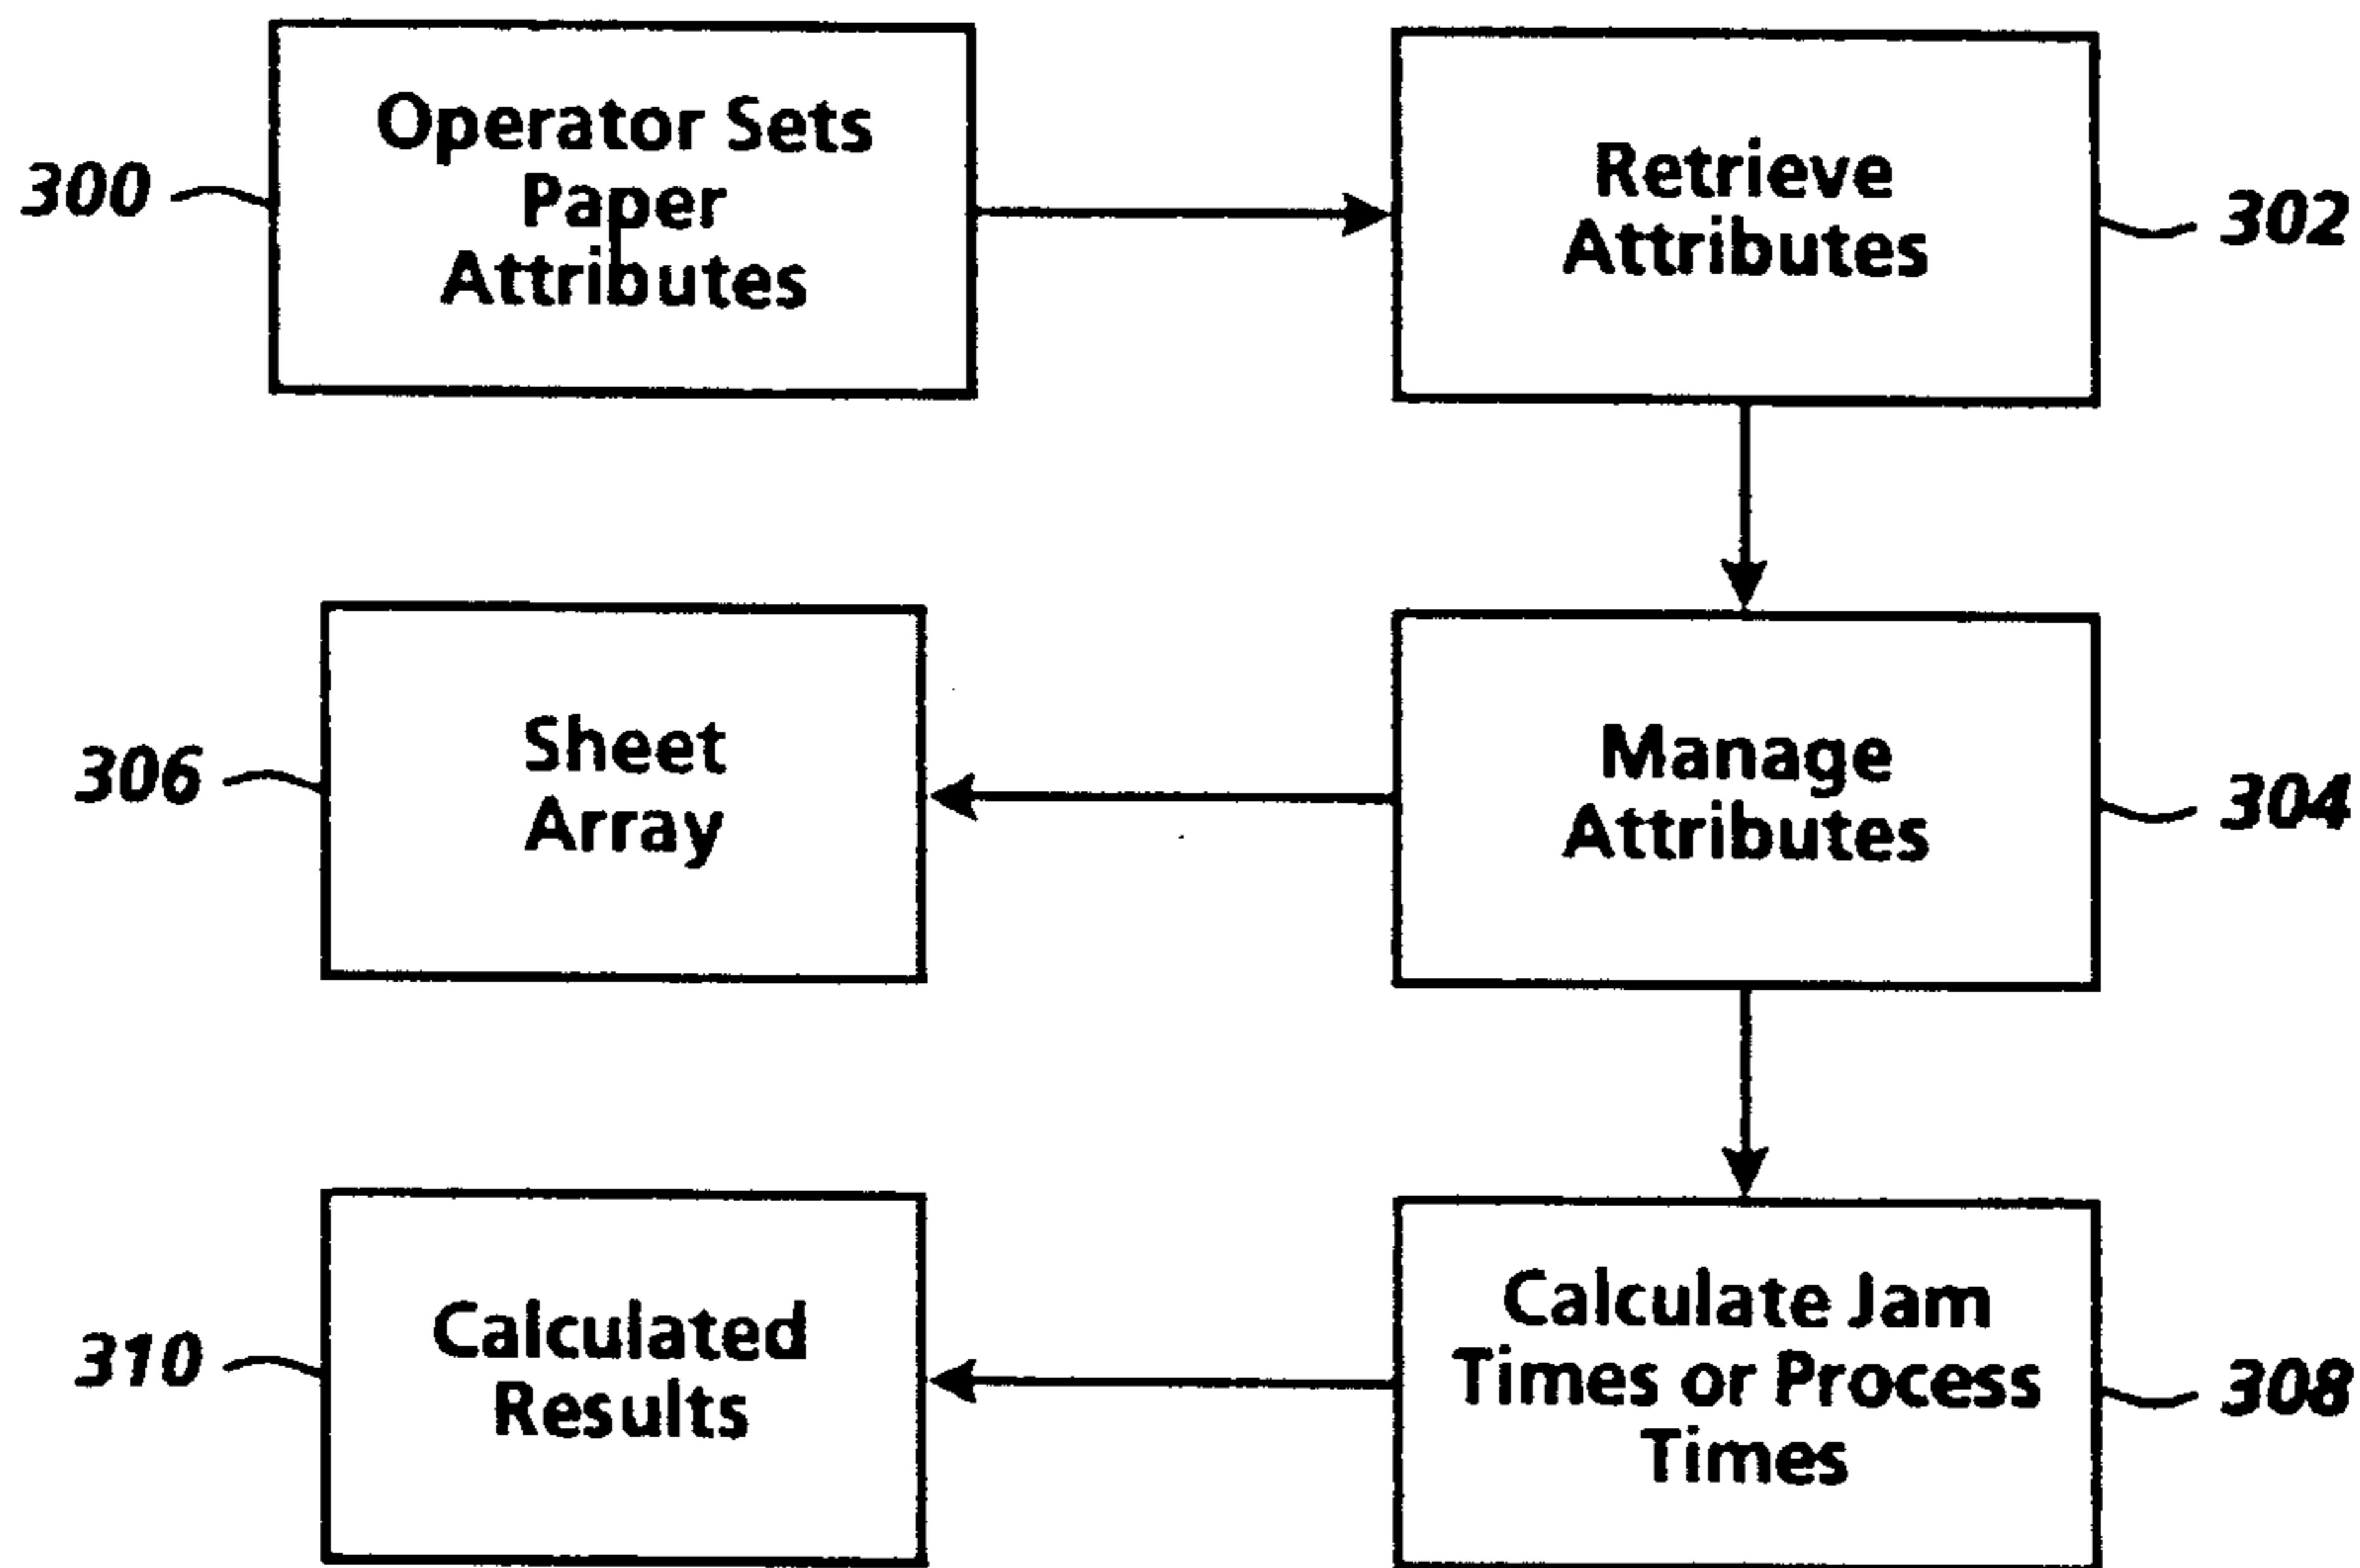 300
Operator Sets
Paper
Attributes
Retrieve
Attributes
302
306
Sheet
Array
Manage
Attributes
304
310
Calculated
Results
Calculate Jam
Times or Process
Times
308